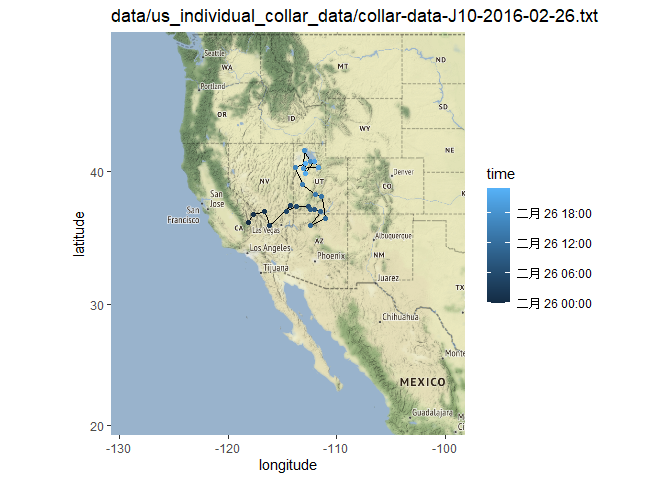 data/us_individual_collar_data/collar-data-J10-2016-02-26.txt
Seattle
WA
MT
ND
Portland
OR
ID
SD
WY
NE
NV
UT
Denver
CO
San
Jose
San
Francisco
CA
Las Vegas
Los Angeles
AZ
Albuquerque
NM
Phoenix
Tijuana
Juarez
TX
Chihuahua
Monte
MEXICO
Guadalajara
Ci
40
30
20
latitude
-130
-120
-110
-100
longitude
time
二月 26 18:00
二月 26 12:00
二月 26 06:00
二月 26 00:00